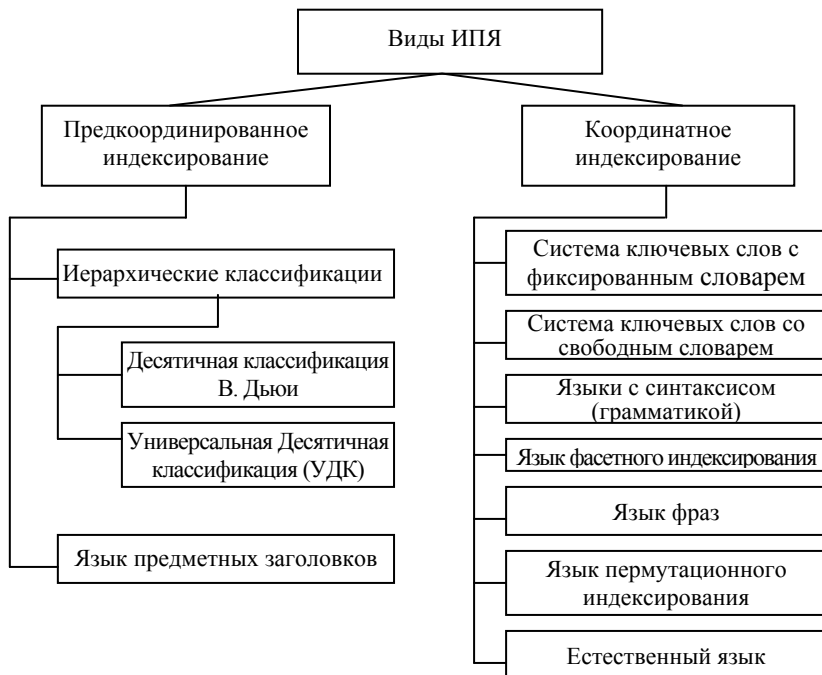 Виды ИПЯ
Предкоординированное
индексирование
Иерархические классификации
Десятичная классификация
В. Дьюи
Универсальная Десятичная
классификация (УДК)
Язык предметных заголовков
Координатное
индексирование
Система ключевых слов с
фиксированным словарем
Система ключевых слов со
свободным словарем
Языки с синтаксисом
(грамматикой)
Язык фасетного индексирования
Язык фраз
Язык пермутационного
индексирования
Естественный язык